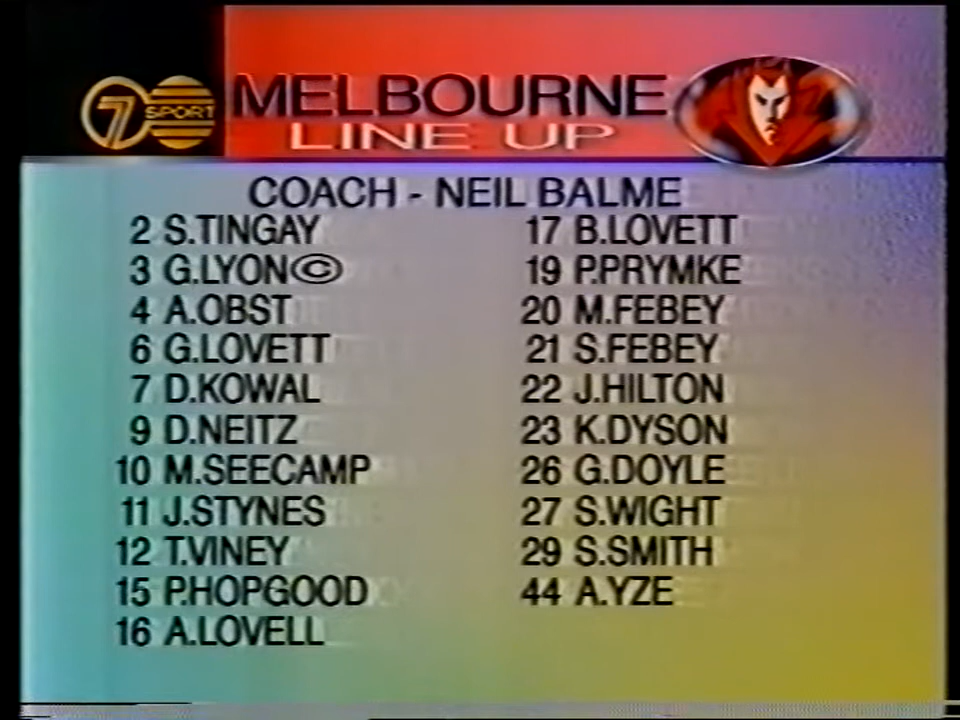 7 SPORT
MELBOURNE
LINE UP
COACH - NEIL BALME
2 S.TINGAY
3 G.LYON©
4 A.OBST
6 G.LOVETT
7 D.KOWAL
9 D.NEITZ
10 M.SEECAMP
11 J.STYNES
12 T.VINEY
15 P.HOPGOOD
16 A.LOVELL
17 B.LOVETT
19 P.PRYMKE
20 M.FEBEY
21 S.FEBEY
22 J.HILTON
23 K.DYSON
26 G.DOYLE
27 S.WIGHT
29 S.SMITH
44 A.YZE